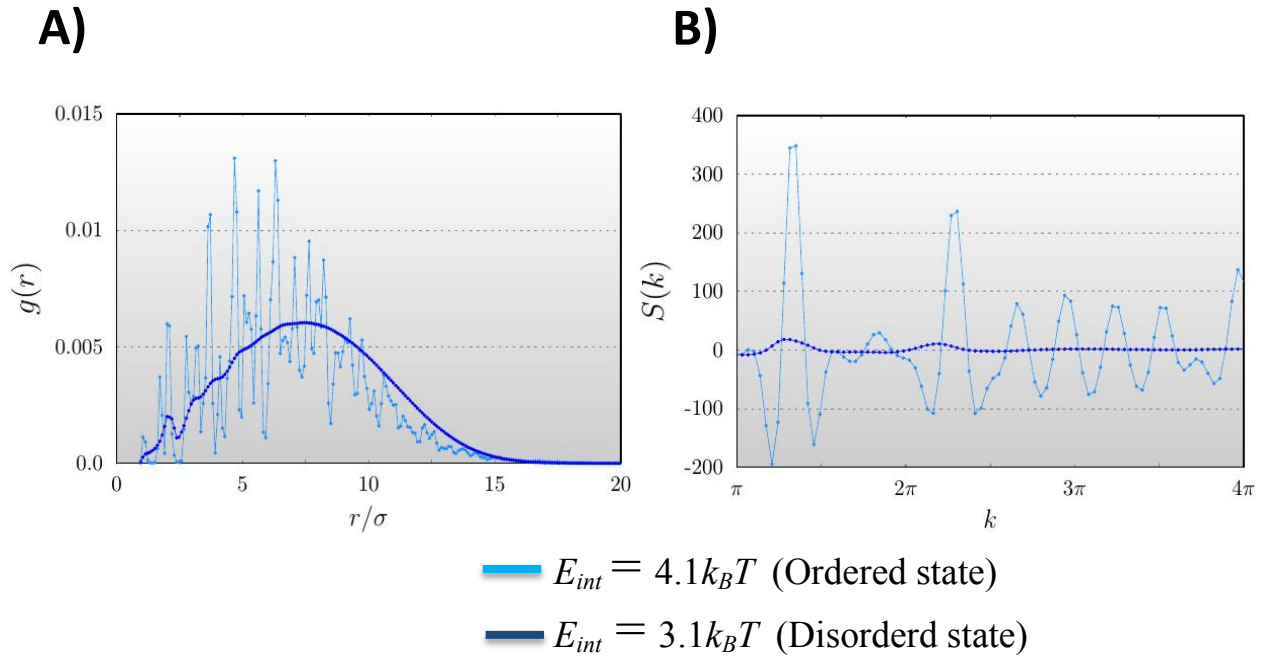 A)
B)
0.015
0.01
0.005
0.0
0 5 10 15 20
g(r)
r/σ
400
300
200
100
0
-100
-200
π 2π 3π 4π
S(k)
k
E_int = 4.1k_BT (Ordered state)
E_int = 3.1k_BT (Disorderd state)